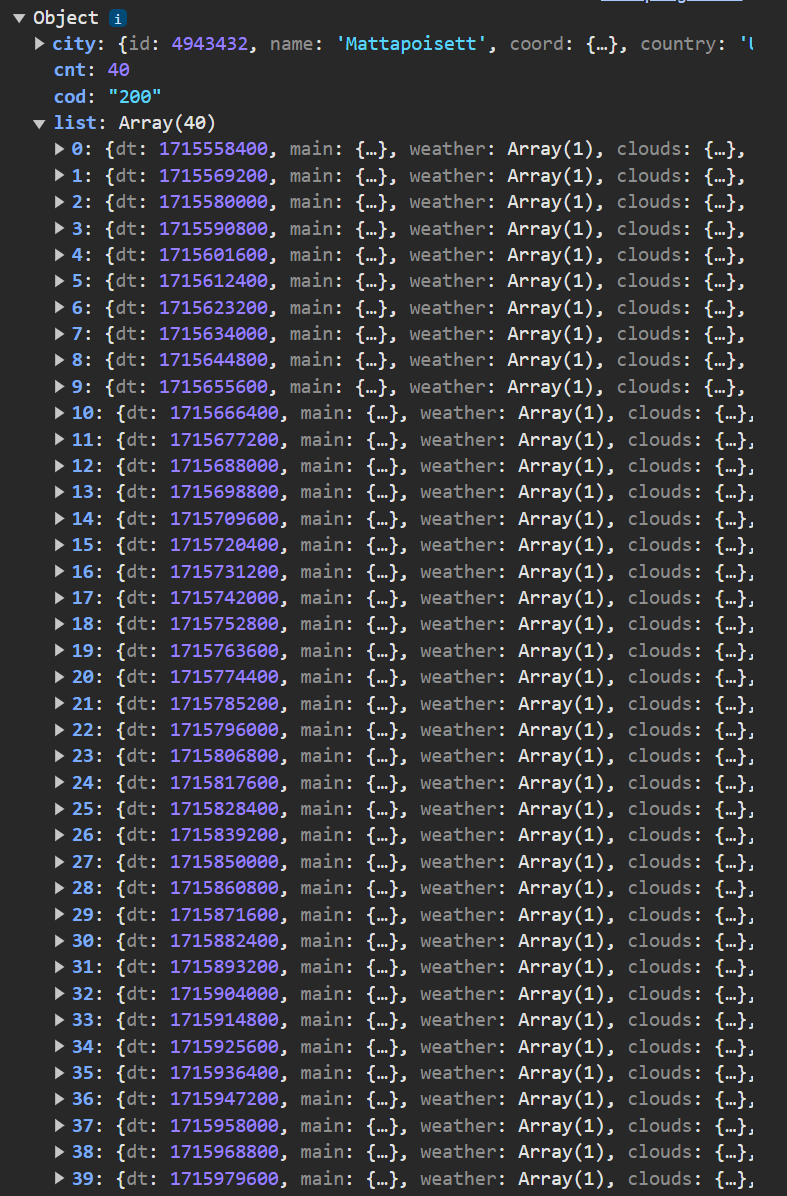 ▼ Object i
▶ city: {id: 4943432, name: 'Mattapoisett', coord: {…}, country: '
cnt: 40
cod: "200"
▼ list: Array(40)
▶ 0: {dt: 1715558400, main: {…}, weather: Array(1), clouds: {…},
▶ 1: {dt: 1715569200, main: {…}, weather: Array(1), clouds: {…},
▶ 2: {dt: 1715580000, main: {…}, weather: Array(1), clouds: {…},
▶ 3: {dt: 1715590800, main: {…}, weather: Array(1), clouds: {…},
▶ 4: {dt: 1715601600, main: {…}, weather: Array(1), clouds: {…},
▶ 5: {dt: 1715612400, main: {…}, weather: Array(1), clouds: {…},
▶ 6: {dt: 1715623200, main: {…}, weather: Array(1), clouds: {…},
▶ 7: {dt: 1715634000, main: {…}, weather: Array(1), clouds: {…},
▶ 8: {dt: 1715644800, main: {…}, weather: Array(1), clouds: {…},
▶ 9: {dt: 1715655600, main: {…}, weather: Array(1), clouds: {…},
▶ 10: {dt: 1715666400, main: {…}, weather: Array(1), clouds: {…},
▶ 11: {dt: 1715677200, main: {…}, weather: Array(1), clouds: {…},
▶ 12: {dt: 1715688000, main: {…}, weather: Array(1), clouds: {…},
▶ 13: {dt: 1715698800, main: {…}, weather: Array(1), clouds: {…},
▶ 14: {dt: 1715709600, main: {…}, weather: Array(1), clouds: {…},
▶ 15: {dt: 1715720400, main: {…}, weather: Array(1), clouds: {…},
▶ 16: {dt: 1715731200, main: {…}, weather: Array(1), clouds: {…},
▶ 17: {dt: 1715742000, main: {…}, weather: Array(1), clouds: {…},
▶ 18: {dt: 1715752800, main: {…}, weather: Array(1), clouds: {…},
▶ 19: {dt: 1715763600, main: {…}, weather: Array(1), clouds: {…},
▶ 20: {dt: 1715774400, main: {…}, weather: Array(1), clouds: {…},
▶ 21: {dt: 1715785200, main: {…}, weather: Array(1), clouds: {…},
▶ 22: {dt: 1715796000, main: {…}, weather: Array(1), clouds: {…},
▶ 23: {dt: 1715806800, main: {…}, weather: Array(1), clouds: {…},
▶ 24: {dt: 1715817600, main: {…}, weather: Array(1), clouds: {…},
▶ 25: {dt: 1715828400, main: {…}, weather: Array(1), clouds: {…},
▶ 26: {dt: 1715839200, main: {…}, weather: Array(1), clouds: {…},
▶ 27: {dt: 1715850000, main: {…}, weather: Array(1), clouds: {…},
▶ 28: {dt: 1715860800, main: {…}, weather: Array(1), clouds: {…},
▶ 29: {dt: 1715871600, main: {…}, weather: Array(1), clouds: {…},
▶ 30: {dt: 1715882400, main: {…}, weather: Array(1), clouds: {…},
▶ 31: {dt: 1715893200, main: {…}, weather: Array(1), clouds: {…},
▶ 32: {dt: 1715904000, main: {…}, weather: Array(1), clouds: {…},
▶ 33: {dt: 1715914800, main: {…}, weather: Array(1), clouds: {…},
▶ 34: {dt: 1715925600, main: {…}, weather: Array(1), clouds: {…},
▶ 35: {dt: 1715936400, main: {…}, weather: Array(1), clouds: {…},
▶ 36: {dt: 1715947200, main: {…}, weather: Array(1), clouds: {…},
▶ 37: {dt: 1715958000, main: {…}, weather: Array(1), clouds: {…},
▶ 38: {dt: 1715968800, main: {…}, weather: Array(1), clouds: {…},
▶ 39: {dt: 1715979600, main: {…}, weather: Array(1), clouds: {…},